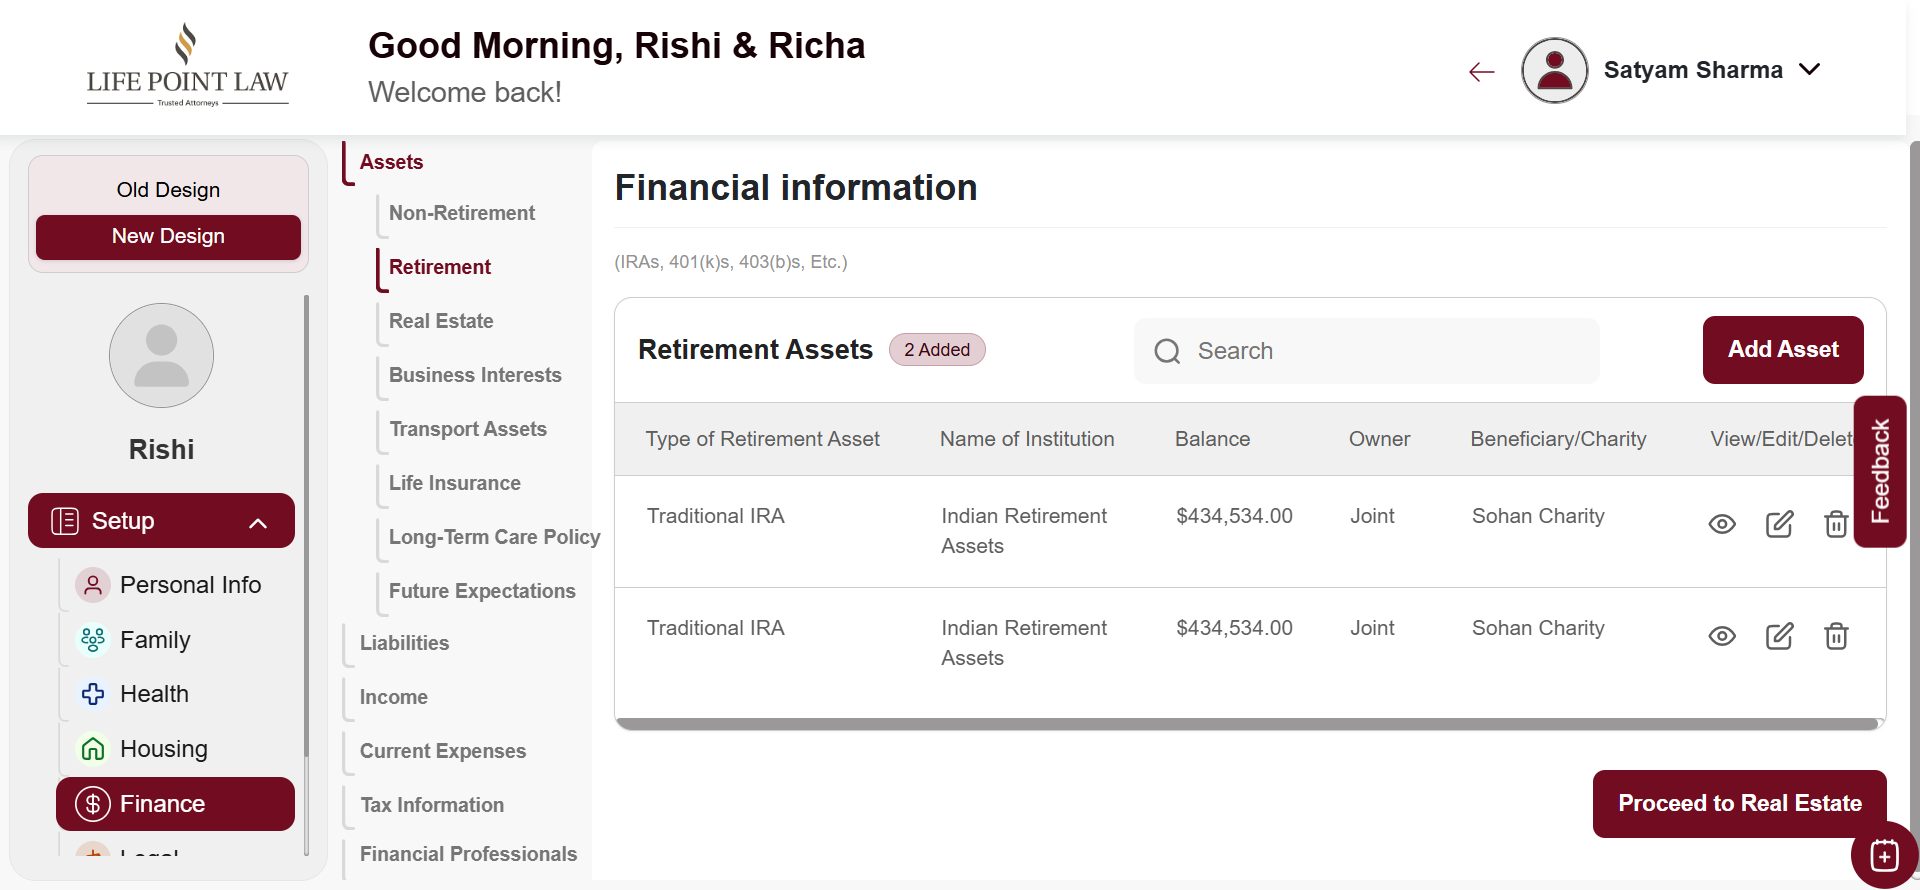 LIFE POINT LAW
Trusted Attorneys
Good Morning, Rishi & Richa
Welcome back!
Satyam Sharma
Old Design
New Design
Rishi
Setup
Personal Info
Family
Health
Housing
Finance
Assets
Non-Retirement
Retirement
Real Estate
Business Interests
Transport Assets
Life Insurance
Long-Term Care Policy
Future Expectations
Liabilities
Income
Current Expenses
Tax Information
Financial Professionals
Financial information
(IRAs, 401(k)s, 403(b)s, Etc.)
Retirement Assets 2 Added
Search
Add Asset
Type of Retirement Asset Name of Institution Balance Owner Beneficiary/Charity View/Edit/Delet
Traditional IRA Indian Retirement $434,534.00 Joint Sohan Charity
Assets
Traditional IRA Indian Retirement $434,534.00 Joint Sohan Charity
Assets
Feedback
Proceed to Real Estate